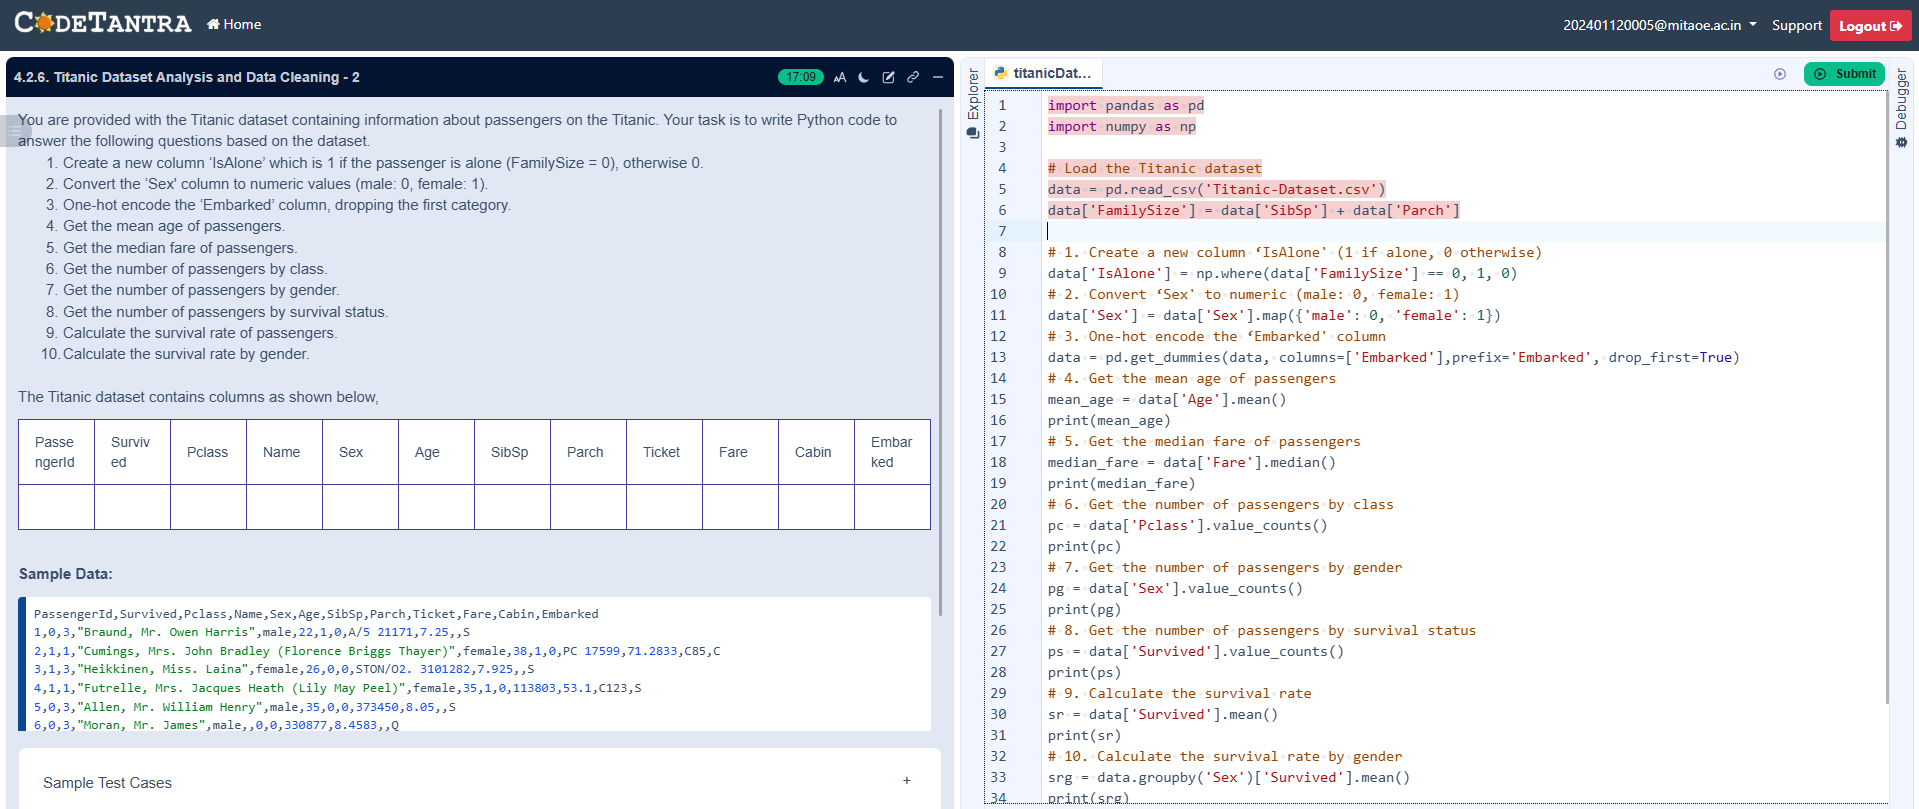 CODETANTRA
Home
202401120005@mitaoe.ac.in
Support
Logout
4.2.6. Titanic Dataset Analysis and Data Cleaning - 2
17:09
AA
You are provided with the Titanic dataset containing information about passengers on the Titanic. Your task is to write Python code to
answer the following questions based on the dataset.
1. Create a new column 'IsAlone' which is 1 if the passenger is alone (FamilySize = 0), otherwise 0.
2. Convert the 'Sex' column to numeric values (male: 0, female: 1).
3. One-hot encode the 'Embarked' column, dropping the first category.
4. Get the mean age of passengers.
5. Get the median fare of passengers.
6. Get the number of passengers by class.
7. Get the number of passengers by gender.
8. Get the number of passengers by survival status.
9. Calculate the survival rate of passengers.
10. Calculate the survival rate by gender.
The Titanic dataset contains columns as shown below,
Passe
ngerId
Surviv
ed
Pclass
Name
Sex
Age
SibSp
Parch
Ticket
Fare
Cabin
Embar
ked
Sample Data:
PassengerId,Survived,Pclass,Name,Sex,Age,SibSp,Parch,Ticket,Fare,Cabin,Embarked
1,0,3,"Braund, Mr. Owen Harris",male,22,1,0,A/5 21171,7.25,,S
2,1,1,"Cumings, Mrs. John Bradley (Florence Briggs Thayer)",female,38,1,0,PC 17599,71.2833,C85,C
3,1,3,"Heikkinen, Miss. Laina",female,26,0,0,STON/O2. 3101282,7.925,,S
4,1,1,"Futrelle, Mrs. Jacques Heath (Lily May Peel)",female,35,1,0,113803,53.1,C123,S
5,0,3,"Allen, Mr. William Henry",male,35,0,0,373450,8.05,,S
6,0,3,"Moran, Mr. James",male,,0,0,330877,8.4583,,Q
Sample Test Cases
+
Explorer
titanicDat...
Submit
Debugger
1 import pandas as pd
2 import numpy as np
3
4 # Load the Titanic dataset
5 data = pd.read_csv('Titanic-Dataset.csv')
6 data['FamilySize'] = data['SibSp'] + data['Parch']
7
8 # 1. Create a new column ‘IsAlone' (1 if alone, 0 otherwise)
9 data['IsAlone'] = np.where(data['FamilySize'] == 0, 1, 0)
10 # 2. Convert ‘Sex' to numeric (male: 0, female: 1)
11 data['Sex'] = data['Sex'].map({'male': 0, 'female': 1})
12 # 3. One-hot encode the ‘Embarked' column
13 data = pd.get_dummies(data, columns=['Embarked'],prefix='Embarked', drop_first=True)
14 # 4. Get the mean age of passengers
15 mean_age = data['Age'].mean()
16 print(mean_age)
17 # 5. Get the median fare of passengers
18 median_fare = data['Fare'].median()
19 print(median_fare)
20 # 6. Get the number of passengers by class
21 pc = data['Pclass'].value_counts()
22 print(pc)
23 # 7. Get the number of passengers by gender
24 pg = data['Sex'].value_counts()
25 print(pg)
26 # 8. Get the number of passengers by survival status
27 ps = data['Survived'].value_counts()
28 print(ps)
29 # 9. Calculate the survival rate
30 sr = data['Survived'].mean()
31 print(sr)
32 # 10. Calculate the survival rate by gender
33 srg = data.groupby('Sex')['Survived'].mean()
34 print(srg)